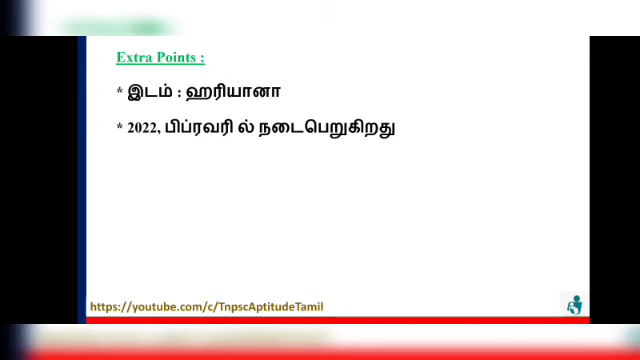 Extra Points :
* இடம் : ஹரியானா
* 2022, பிப்ரவரி ல் நடைபெறுகிறது
https://youtube.com/c/TnpscAptitudeTamil